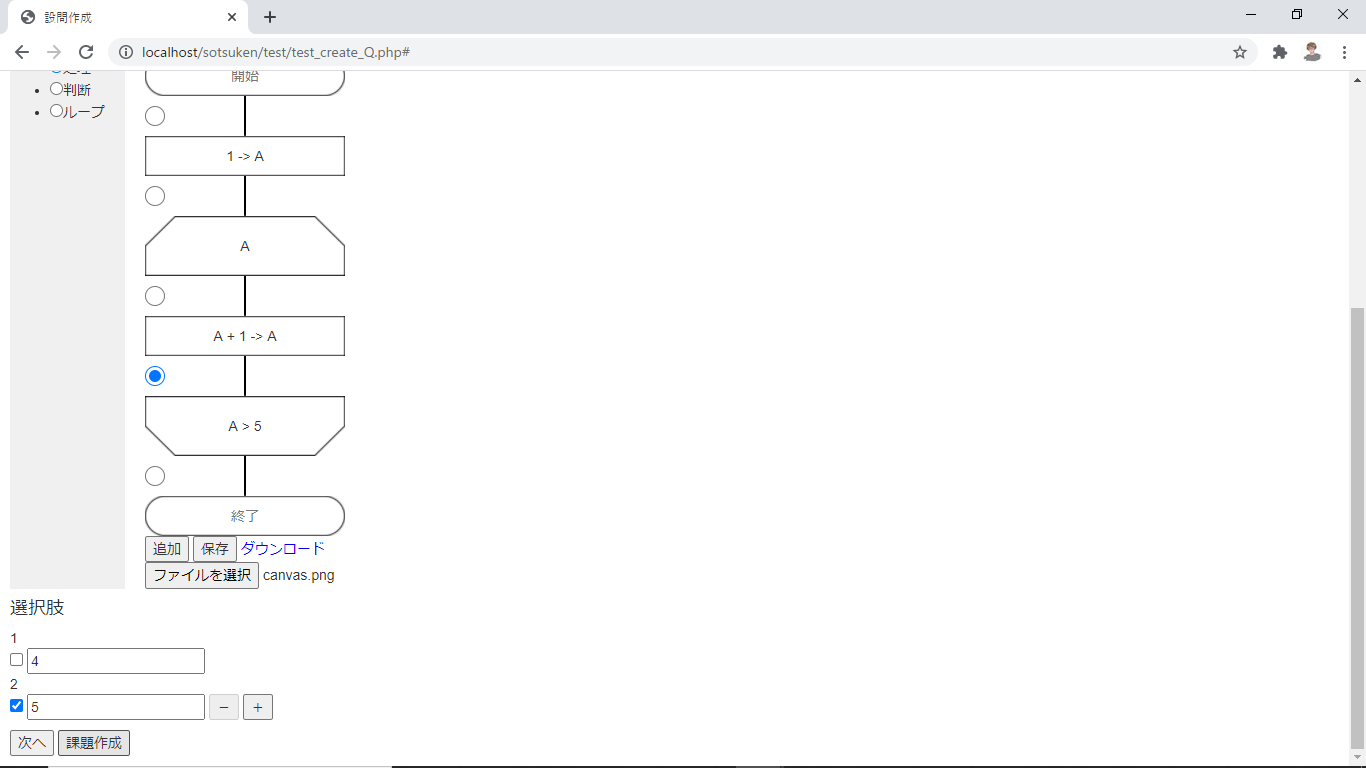 設問作成
localhost/sotsuken/test/test_create_Q.php#
処理
判断
ループ
開始
1 -> A
A
A + 1 -> A
A > 5
終了
追加 保存 ダウンロード
ファイルを選択 canvas.png
選択肢
1
4
2
5 − +
次へ 課題作成